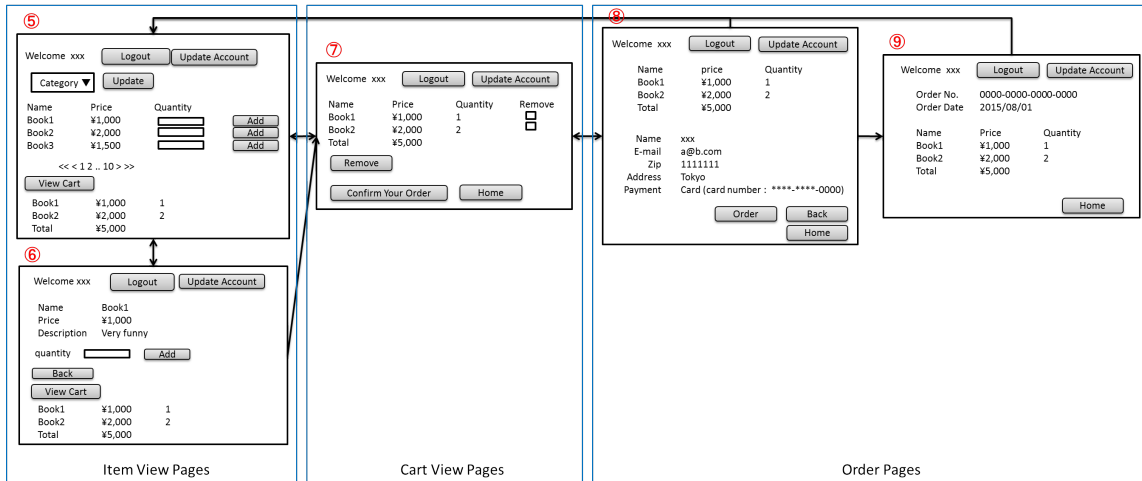 ⑤
Welcome xxx Logout Update Account
Category ▼ Update
Name Price Quantity
Book1 ¥1,000 Add
Book2 ¥2,000 Add
Book3 ¥1,500 Add
<< < 1 2 .. 10 > >>
View Cart
Book1 ¥1,000 1
Book2 ¥2,000 2
Total ¥5,000
⑥
Welcome xxx Logout Update Account
Name Book1
Price ¥1,000
Description Very funny
quantity Add
Back
View Cart
Book1 ¥1,000 1
Book2 ¥2,000 2
Total ¥5,000
Item View Pages
⑦
Welcome xxx Logout Update Account
Name Price Quantity Remove
Book1 ¥1,000 1
Book2 ¥2,000 2
Total ¥5,000
Remove
Confirm Your Order Home
Cart View Pages
⑧
Welcome xxx Logout Update Account
Name price Quantity
Book1 ¥1,000 1
Book2 ¥2,000 2
Total ¥5,000
Name xxx
E-mail a@b.com
Zip 1111111
Address Tokyo
Payment Card (card number : ****-****-0000)
Order Back
Home
⑨
Welcome xxx Logout Update Account
Order No. 0000-0000-0000-0000
Order Date 2015/08/01
Name Price Quantity
Book1 ¥1,000 1
Book2 ¥2,000 2
Total ¥5,000
Home
Order Pages